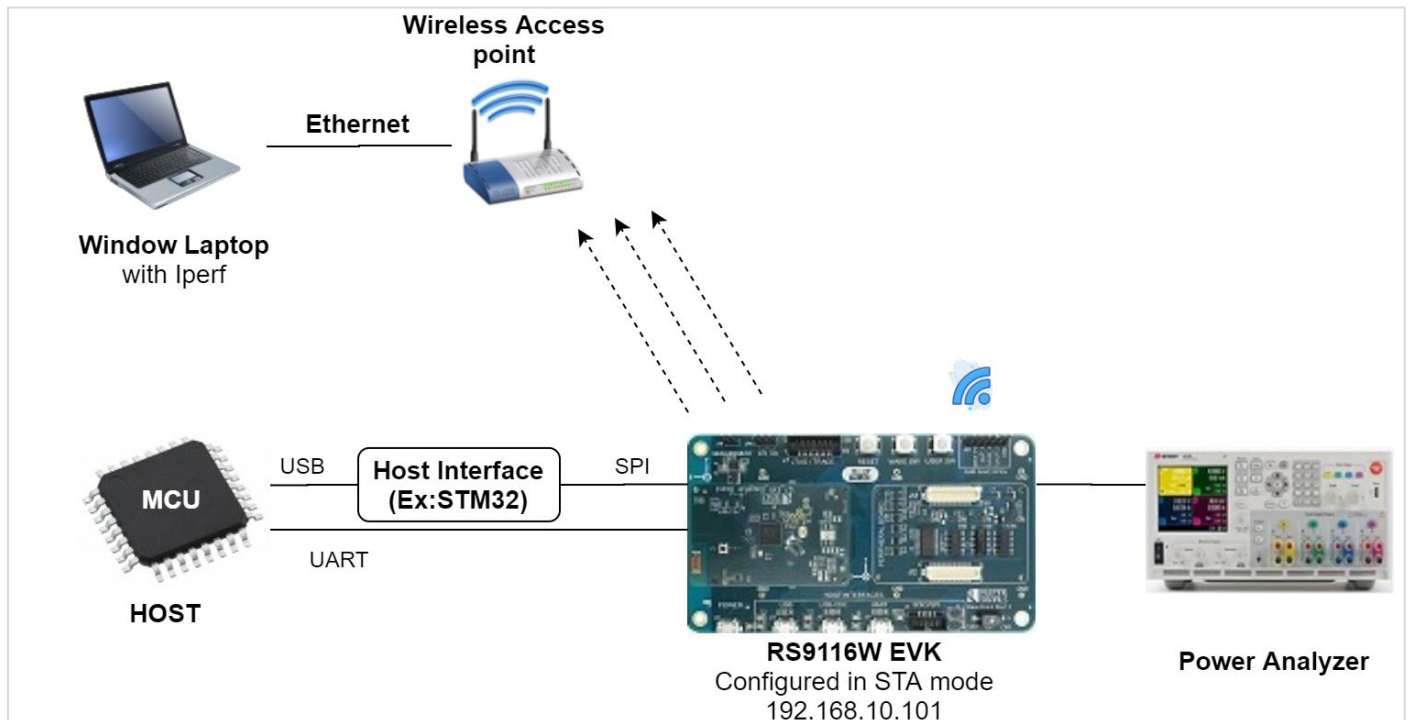 Wireless Access
point
Ethernet
Window Laptop
with Iperf
USB
Host Interface
(Ex:STM32)
SPI
MCU
UART
HOST
RS9116W EVK
Configured in STA mode
192.168.10.101
Power Analyzer